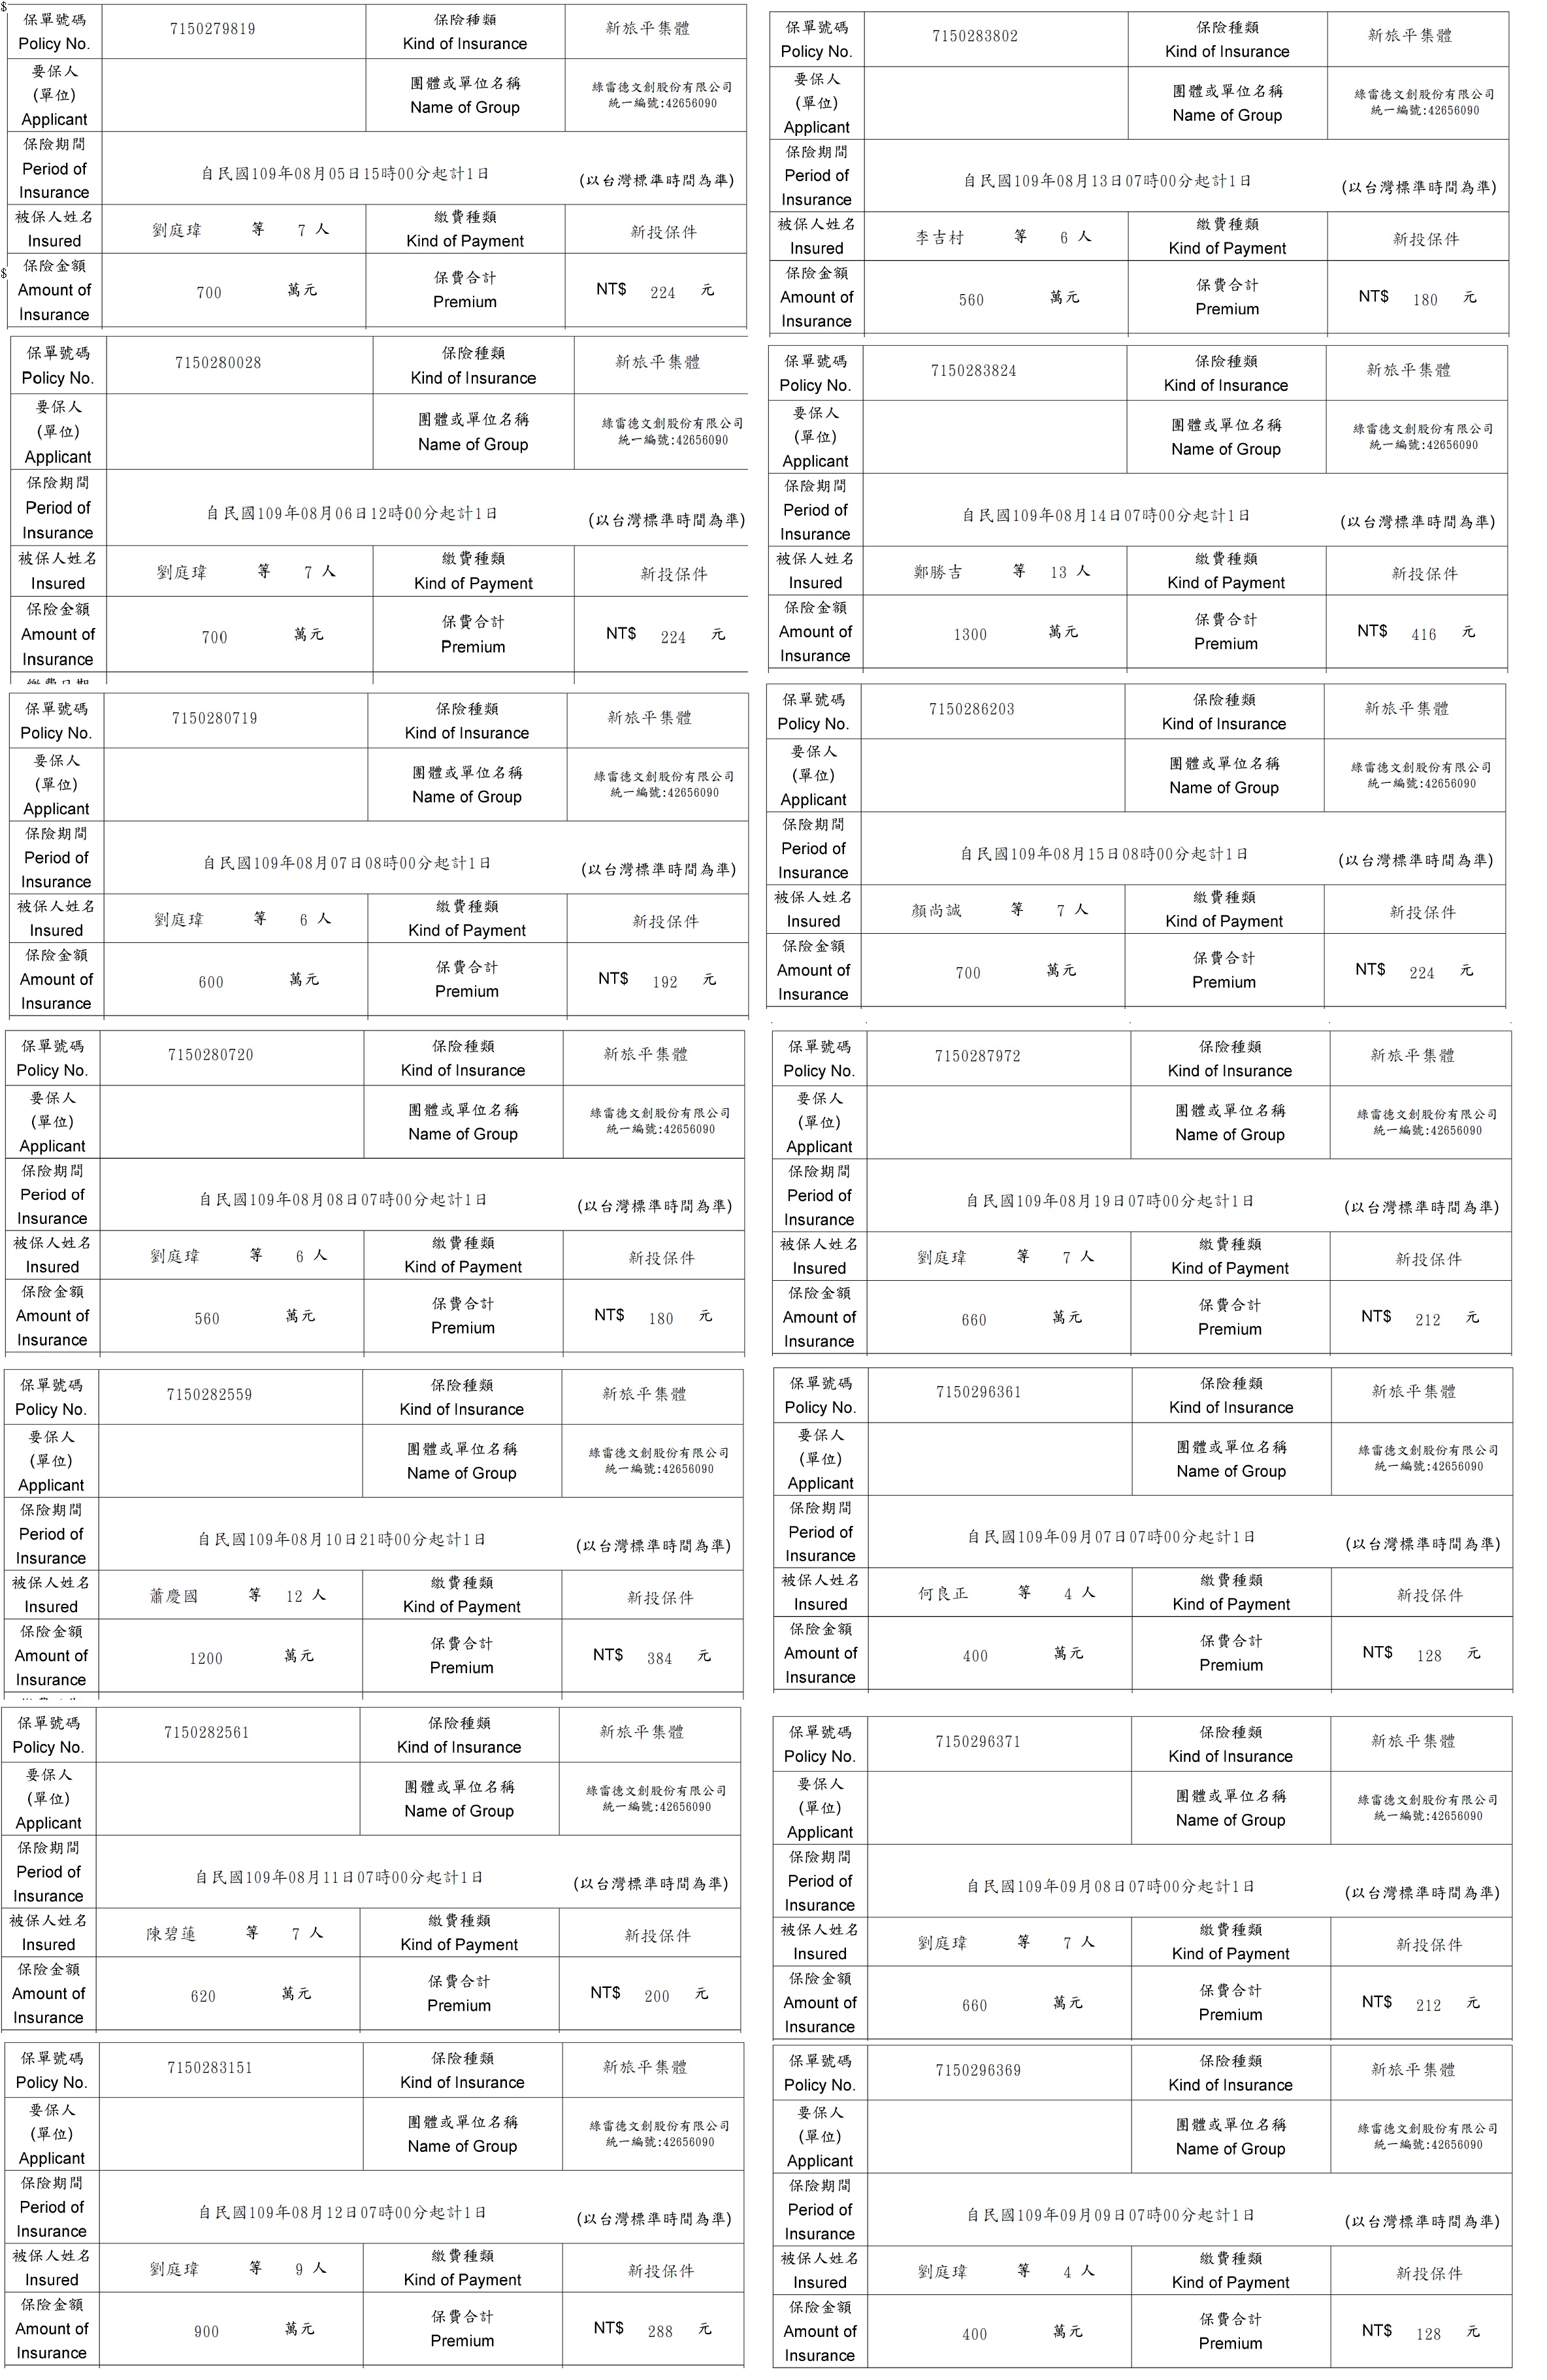 $
保單號碼 7150279819 保險種類 新旅平集體
Policy No. Kind of Insurance
要保人 團體或單位名稱 綠雷德文創股份有限公司
(單位) 統一編號:42656090
Applicant Name of Group
保險期間
Period of 自民國109年08月05日15時00分起計1日 (以台灣標準時間為準)
Insurance
被保人姓名 劉庭瑋 等 7 人 繳費種類 新投保件
Insured Kind of Payment
$
保險金額 保費合計
Amount of 700 萬元 NT$ 224 元
Insurance Premium
保單號碼 7150280028 保險種類 新旅平集體
Policy No. Kind of Insurance
要保人 團體或單位名稱 綠雷德文創股份有限公司
(單位) 統一編號:42656090
Applicant Name of Group
保險期間
Period of 自民國109年08月06日12時00分起計1日 (以台灣標準時間為準)
Insurance
被保人姓名 劉庭瑋 等 7 人 繳費種類 新投保件
Insured Kind of Payment
保險金額 保費合計
Amount of 700 萬元 NT$ 224 元
Insurance Premium
保單號碼 7150280719 保險種類 新旅平集體
Policy No. Kind of Insurance
要保人 團體或單位名稱 綠雷德文創股份有限公司
(單位) 統一編號:42656090
Applicant Name of Group
保險期間
Period of 自民國109年08月07日08時00分起計1日 (以台灣標準時間為準)
Insurance
被保人姓名 劉庭瑋 等 6 人 繳費種類 新投保件
Insured Kind of Payment
保險金額 保費合計
Amount of 600 萬元 NT$ 192 元
Insurance Premium
保單號碼 7150280720 保險種類 新旅平集體
Policy No. Kind of Insurance
要保人 團體或單位名稱 綠雷德文創股份有限公司
(單位) 統一編號:42656090
Applicant Name of Group
保險期間
Period of 自民國109年08月08日07時00分起計1日 (以台灣標準時間為準)
Insurance
被保人姓名 劉庭瑋 等 6 人 繳費種類 新投保件
Insured Kind of Payment
保險金額 保費合計
Amount of 560 萬元 NT$ 180 元
Insurance Premium
保單號碼 7150282559 保險種類 新旅平集體
Policy No. Kind of Insurance
要保人 團體或單位名稱 綠雷德文創股份有限公司
(單位) 統一編號:42656090
Applicant Name of Group
保險期間
Period of 自民國109年08月10日21時00分起計1日 (以台灣標準時間為準)
Insurance
被保人姓名 蕭慶國 等 12 人 繳費種類 新投保件
Insured Kind of Payment
保險金額 保費合計
Amount of 1200 萬元 NT$ 384 元
Insurance Premium
保單號碼 7150282561 保險種類 新旅平集體
Policy No. Kind of Insurance
要保人 團體或單位名稱 綠雷德文創股份有限公司
(單位) 統一編號:42656090
Applicant Name of Group
保險期間
Period of 自民國109年08月11日07時00分起計1日 (以台灣標準時間為準)
Insurance
被保人姓名 陳碧蓮 等 7 人 繳費種類 新投保件
Insured Kind of Payment
保險金額 保費合計
Amount of 620 萬元 NT$ 200 元
Insurance Premium
保單號碼 7150283151 保險種類 新旅平集體
Policy No. Kind of Insurance
要保人 團體或單位名稱 綠雷德文創股份有限公司
(單位) 統一編號:42656090
Applicant Name of Group
保險期間
Period of 自民國109年08月12日07時00分起計1日 (以台灣標準時間為準)
Insurance
被保人姓名 劉庭瑋 等 9 人 繳費種類 新投保件
Insured Kind of Payment
保險金額 保費合計
Amount of 900 萬元 NT$ 288 元
Insurance Premium
保單號碼 7150283802 保險種類 新旅平集體
Policy No. Kind of Insurance
要保人 團體或單位名稱 綠雷德文創股份有限公司
(單位) 統一編號:42656090
Applicant Name of Group
保險期間
Period of 自民國109年08月13日07時00分起計1日 (以台灣標準時間為準)
Insurance
被保人姓名 李吉村 等 6 人 繳費種類 新投保件
Insured Kind of Payment
保險金額 保費合計
Amount of 560 萬元 NT$ 180 元
Insurance Premium
保單號碼 7150283824 保險種類 新旅平集體
Policy No. Kind of Insurance
要保人 團體或單位名稱 綠雷德文創股份有限公司
(單位) 統一編號:42656090
Applicant Name of Group
保險期間
Period of 自民國109年08月14日07時00分起計1日 (以台灣標準時間為準)
Insurance
被保人姓名 鄭勝吉 等 13 人 繳費種類 新投保件
Insured Kind of Payment
保險金額 保費合計
Amount of 1300 萬元 NT$ 416 元
Insurance Premium
保單號碼 7150286203 保險種類 新旅平集體
Policy No. Kind of Insurance
要保人 團體或單位名稱 綠雷德文創股份有限公司
(單位) 統一編號:42656090
Applicant Name of Group
保險期間
Period of 自民國109年08月15日08時00分起計1日 (以台灣標準時間為準)
Insurance
被保人姓名 顏尚誠 等 7 人 繳費種類 新投保件
Insured Kind of Payment
保險金額 保費合計
Amount of 700 萬元 NT$ 224 元
Insurance Premium
保單號碼 7150287972 保險種類 新旅平集體
Policy No. Kind of Insurance
要保人 團體或單位名稱 綠雷德文創股份有限公司
(單位) 統一編號:42656090
Applicant Name of Group
保險期間
Period of 自民國109年08月19日07時00分起計1日 (以台灣標準時間為準)
Insurance
被保人姓名 劉庭瑋 等 7 人 繳費種類 新投保件
Insured Kind of Payment
保險金額 保費合計
Amount of 660 萬元 NT$ 212 元
Insurance Premium
保單號碼 7150296361 保險種類 新旅平集體
Policy No. Kind of Insurance
要保人 團體或單位名稱 綠雷德文創股份有限公司
(單位) 統一編號:42656090
Applicant Name of Group
保險期間
Period of 自民國109年09月07日07時00分起計1日 (以台灣標準時間為準)
Insurance
被保人姓名 何良正 等 4 人 繳費種類 新投保件
Insured Kind of Payment
保險金額 保費合計
Amount of 400 萬元 NT$ 128 元
Insurance Premium
保單號碼 7150296371 保險種類 新旅平集體
Policy No. Kind of Insurance
要保人 團體或單位名稱 綠雷德文創股份有限公司
(單位) 統一編號:42656090
Applicant Name of Group
保險期間
Period of 自民國109年09月08日07時00分起計1日 (以台灣標準時間為準)
Insurance
被保人姓名 劉庭瑋 等 7 人 繳費種類 新投保件
Insured Kind of Payment
保險金額 保費合計
Amount of 660 萬元 NT$ 212 元
Insurance Premium
保單號碼 7150296369 保險種類 新旅平集體
Policy No. Kind of Insurance
要保人 團體或單位名稱 綠雷德文創股份有限公司
(單位) 統一編號:42656090
Applicant Name of Group
保險期間
Period of 自民國109年09月09日07時00分起計1日 (以台灣標準時間為準)
Insurance
被保人姓名 劉庭瑋 等 4 人 繳費種類 新投保件
Insured Kind of Payment
保險金額 保費合計
Amount of 400 萬元 NT$ 128 元
Insurance Premium